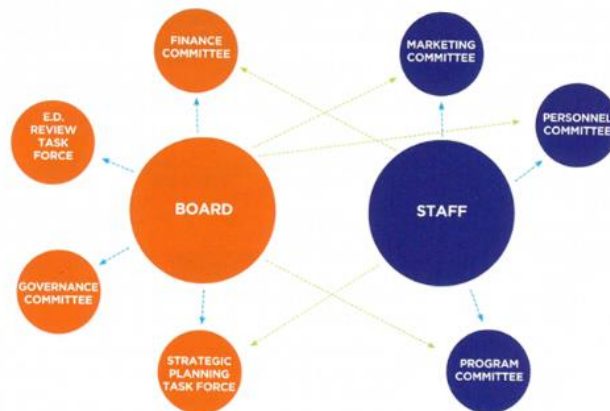 FINANCE
COMMITTEE
MARKETING
COMMITTEE
E.D.
REVIEW
TASK
FORCE
PERSONNEL
COMMITTEE
BOARD
STAFF
GOVERNANCE
COMMITTEE
STRATEGIC
PLANNING
TASK FORCE
PROGRAM
COMMITTEE